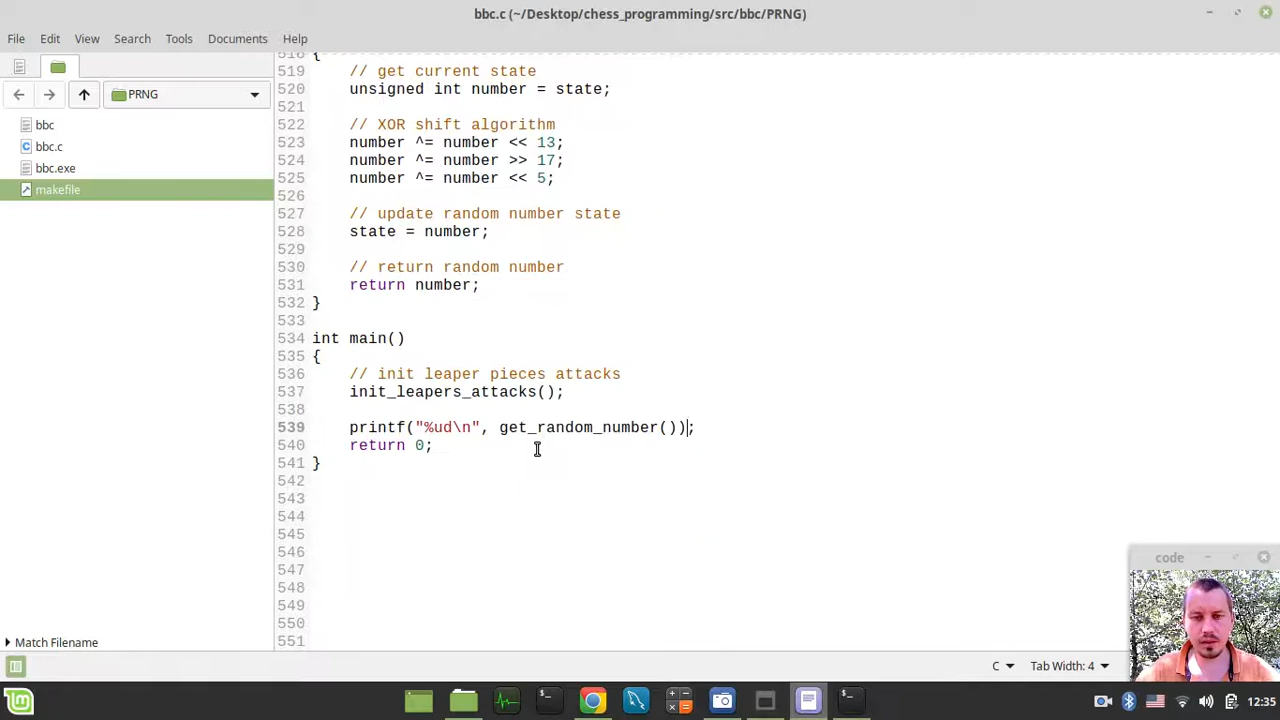 bbc.c (~/Desktop/chess_programming/src/bbc/PRNG)
File Edit View Search Tools Documents Help
PRNG
bbc
bbc.c
bbc.exe
makefile
Match Filename
518 {
519 // get current state
520 unsigned int number = state;
521
522 // XOR shift algorithm
523 number ^= number << 13;
524 number ^= number >> 17;
525 number ^= number << 5;
526
527 // update random number state
528 state = number;
529
530 // return random number
531 return number;
532 }
533
534 int main()
535 {
536 // init leaper pieces attacks
537 init_leapers_attacks();
538
539 printf("%ud\n", get_random_number());
540 return 0;
541 }
542
543
544
545
546
547
548
549
550
551
code
C Tab Width: 4
12:35